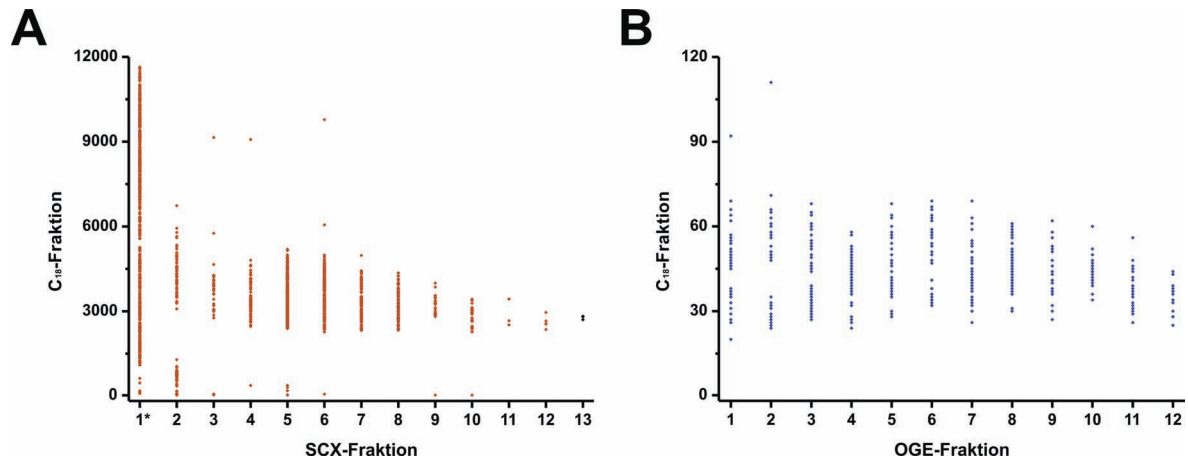 A
12000
9000
6000
3000
0
C₁₈-Fraktion
1* 2 3 4 5 6 7 8 9 10 11 12 13
SCX-Fraktion
B
120
90
60
30
0
C₁₈-Fraktion
1 2 3 4 5 6 7 8 9 10 11 12
OGE-Fraktion